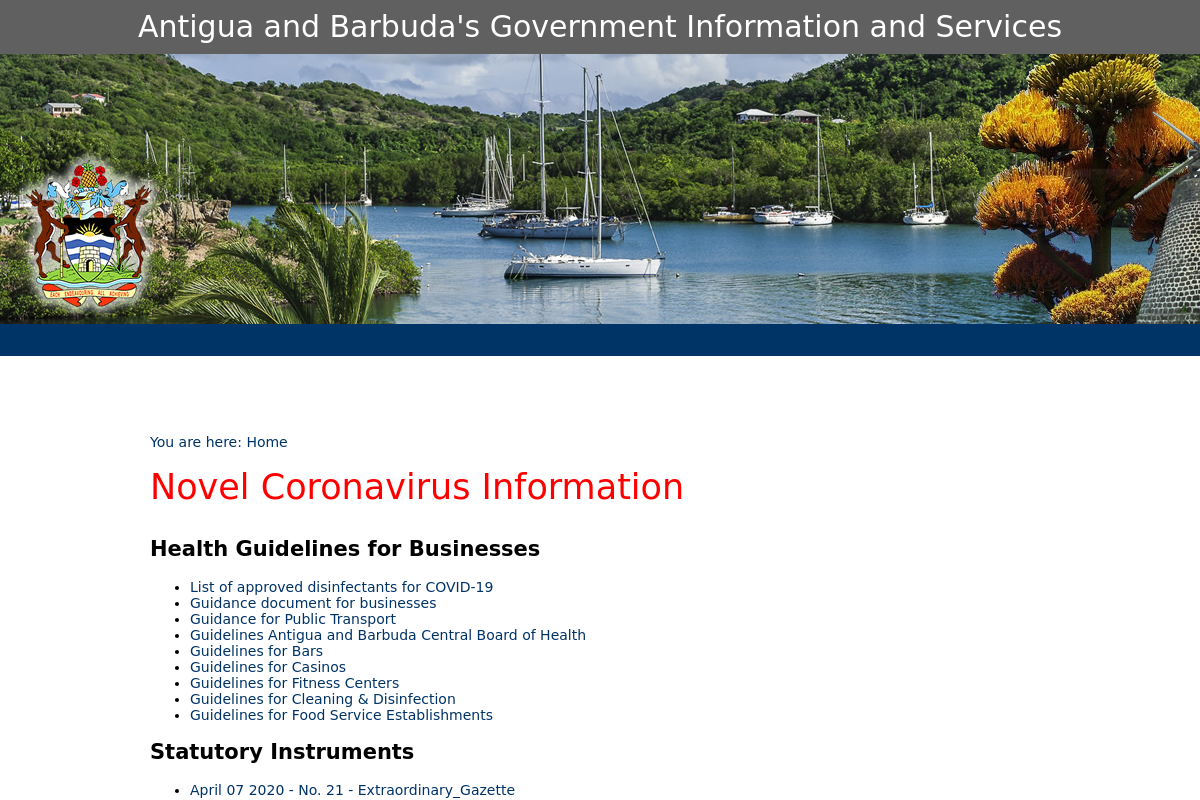 Antigua and Barbuda's Government Information and Services
EACH ENDEAVOURING ALL ACHIEVING
You are here: Home
Novel Coronavirus Information
Health Guidelines for Businesses
List of approved disinfectants for COVID-19
Guidance document for businesses
Guidance for Public Transport
Guidelines Antigua and Barbuda Central Board of Health
Guidelines for Bars
Guidelines for Casinos
Guidelines for Fitness Centers
Guidelines for Cleaning & Disinfection
Guidelines for Food Service Establishments
Statutory Instruments
April 07 2020 - No. 21 - Extraordinary_Gazette